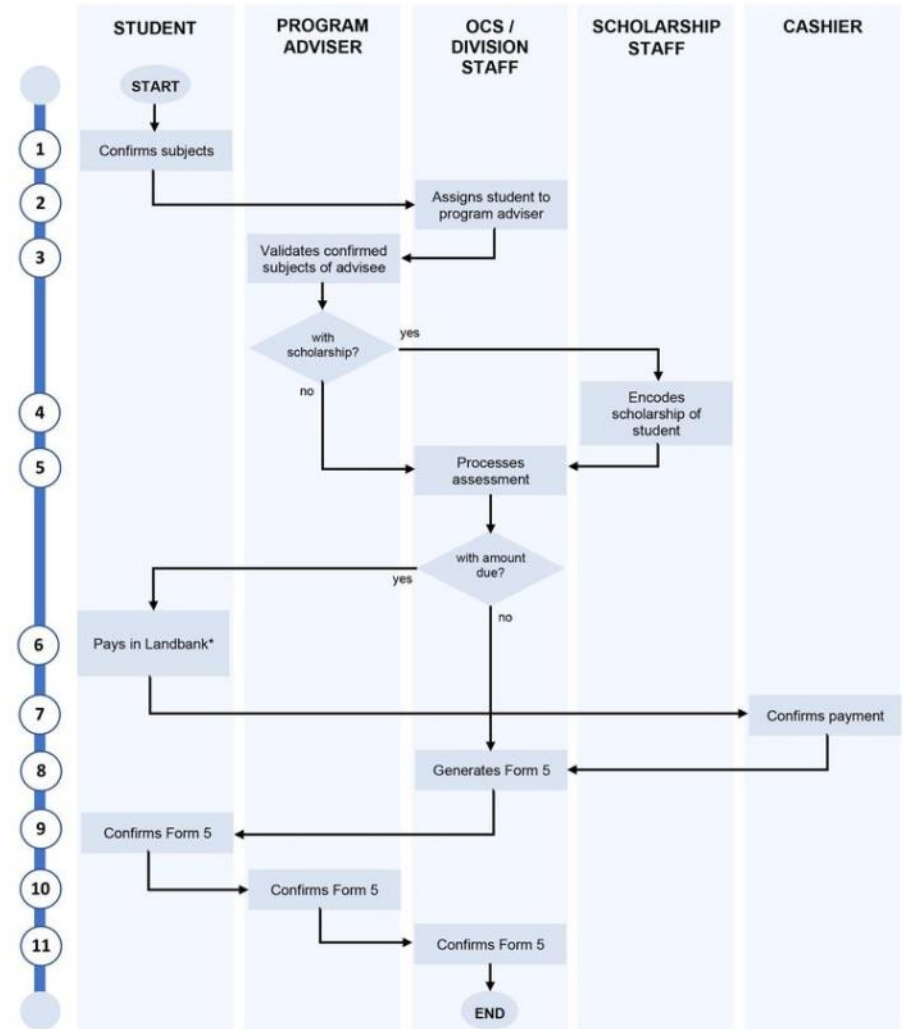 STUDENT
PROGRAM
ADVISER
OCS /
DIVISION
STAFF
SCHOLARSHIP
STAFF
CASHIER
START
1
Confirms subjects
2
Assigns student to
program adviser
3
Validates confirmed
subjects of advisee
with
scholarship?
yes
no
4
Encodes
scholarship of
student
5
Processes
assessment
with amount
due?
yes
no
6
Pays in Landbank*
7
Confirms payment
8
Generates Form 5
9
Confirms Form 5
10
Confirms Form 5
11
Confirms Form 5
END